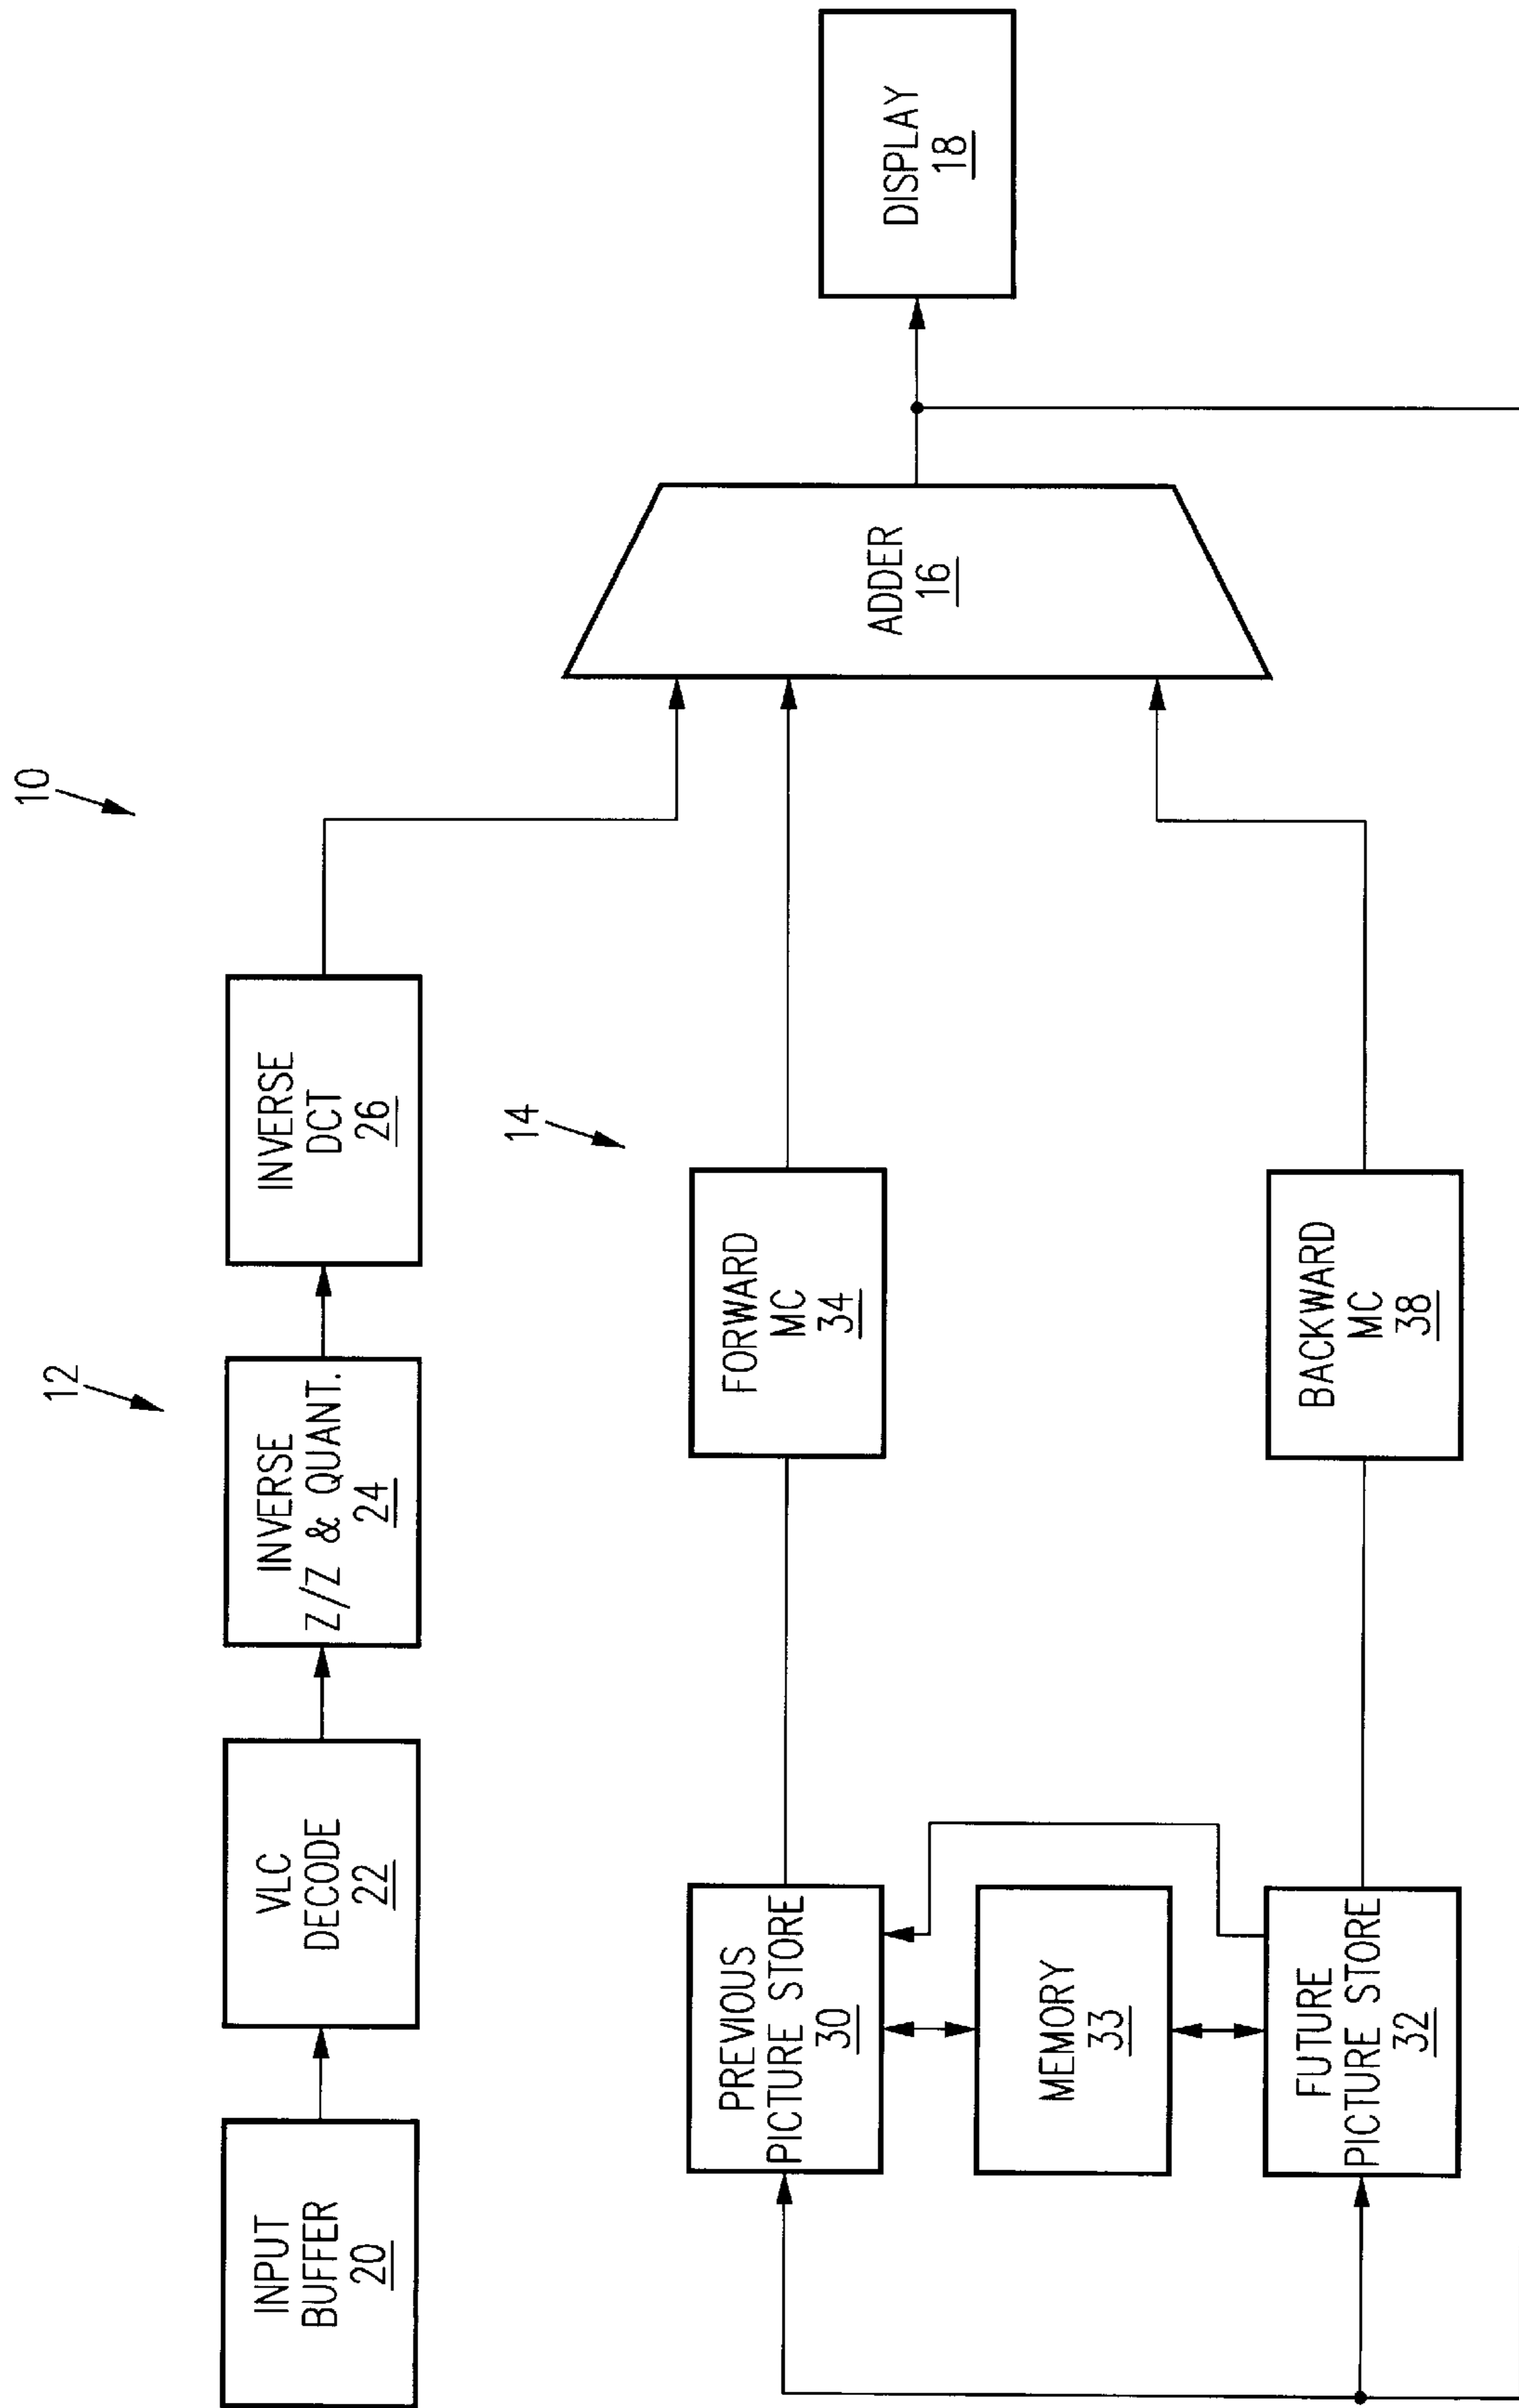 10
12
INPUT
BUFFER
20
VLC
DECODE
22
INVERSE
Z/Z & QUANT.
24
INVERSE
DCT
26
14
PREVIOUS
PICTURE STORE
30
FORWARD
MC
34
ADDER
16
DISPLAY
18
MEMORY
33
FUTURE
PICTURE STORE
32
BACKWARD
MC
38